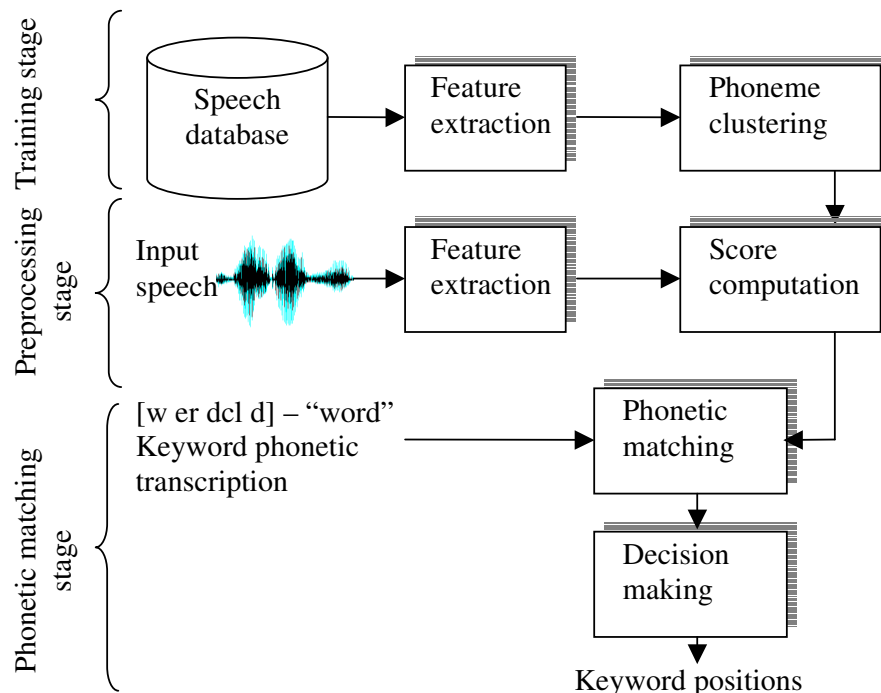 Training stage
Speech
database
Feature
extraction
Phoneme
clustering
Preprocessing
stage
Input
speech
Feature
extraction
Score
computation
Phonetic matching
stage
[w er dcl d] – “word”
Keyword phonetic
transcription
Phonetic
matching
Decision
making
Keyword positions